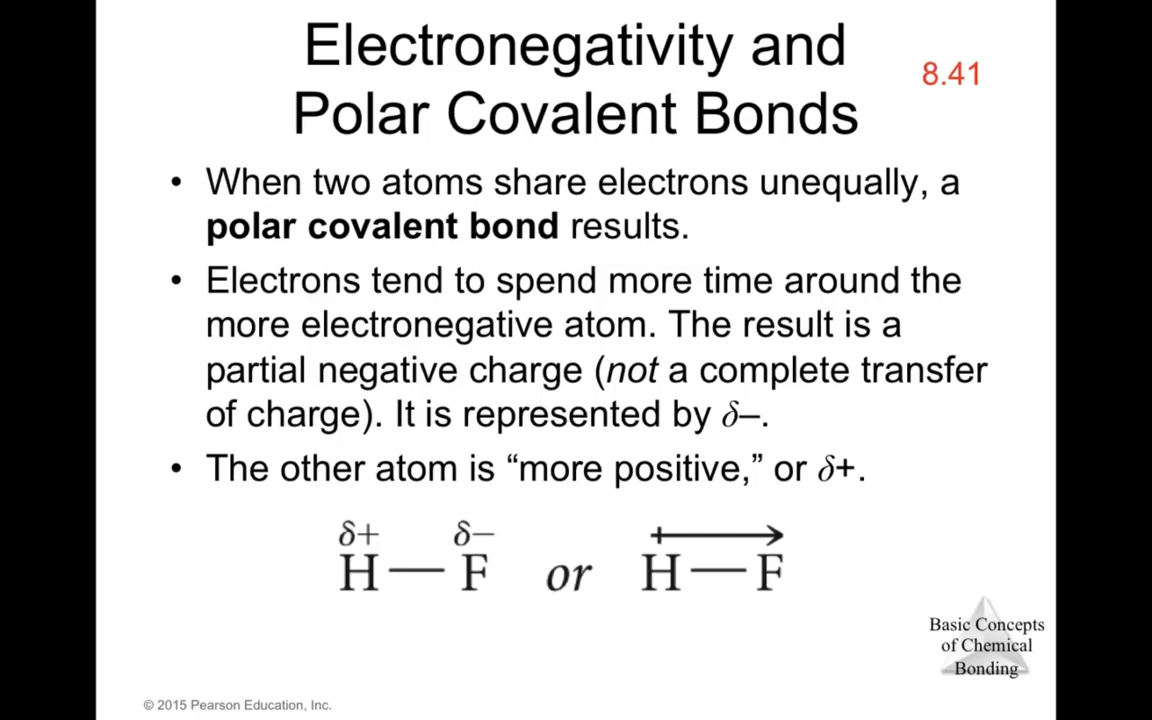 Electronegativity and
Polar Covalent Bonds
8.41
• When two atoms share electrons unequally, a
polar covalent bond results.
• Electrons tend to spend more time around the
more electronegative atom. The result is a
partial negative charge (not a complete transfer
of charge). It is represented by δ–.
• The other atom is “more positive,” or δ+.
δ+ δ−
H — F or H — F
Basic Concepts
of Chemical
Bonding
© 2015 Pearson Education, Inc.